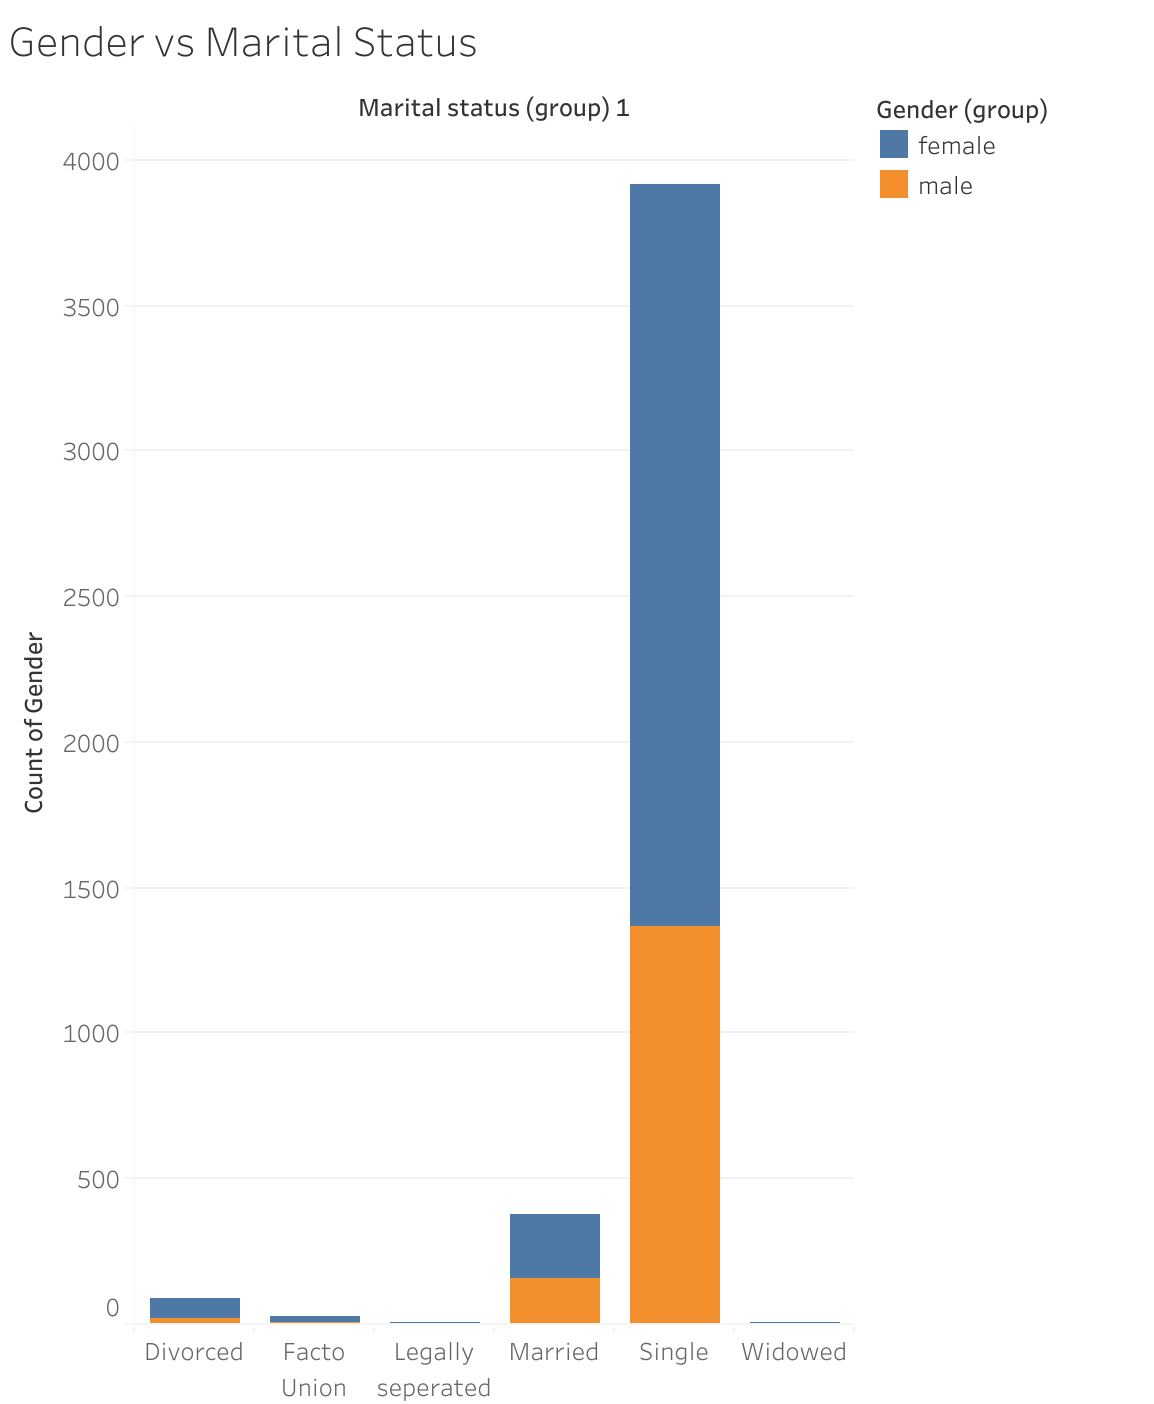 Gender vs Marital Status
Marital status (group) 1
Gender (group)
female
male
4000
3500
3000
2500
2000
1500
1000
500
0
Count of Gender
Divorced
Facto
Union
Legally
seperated
Married
Single
Widowed